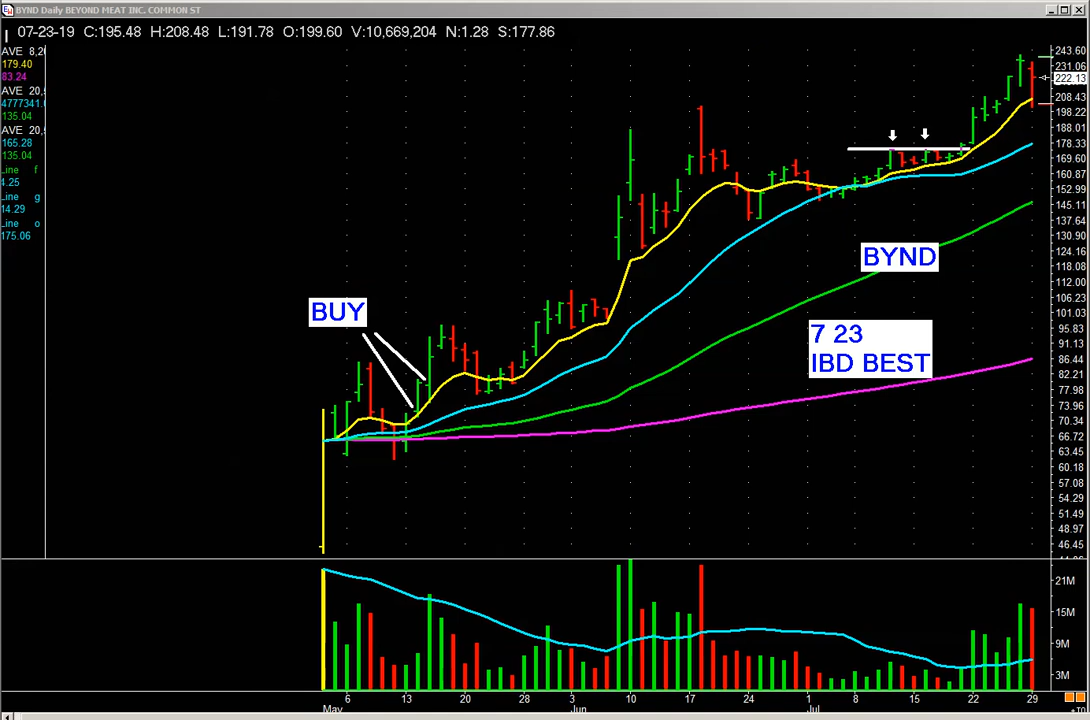 BYND Daily BEYOND MEAT INC. COMMON ST
07-23-19 C:195.48 H:208.48 L:191.78 O:199.60 V:10,669,204 N:1.28 S:177.86
AVE 8,20
179.40
83.24
AVE 20,
4777341.
135.04
AVE 20,
165.28
135.04
Line f
4.25
Line g
14.29
Line o
175.06
243.60
231.06
222.13
208.43
198.22
188.01
178.33
169.60
160.87
152.99
145.11
137.64
130.90
124.16
118.08
112.00
106.23
101.03
95.83
91.13
86.44
82.21
77.98
73.96
70.34
66.72
63.45
60.18
57.08
54.29
51.49
48.97
46.45
BYND
BUY
7 23
IBD BEST
21M
15M
9M
3M
6 13 20 28 3 10 17 24 1 8 15 22 29
May Jun Jul